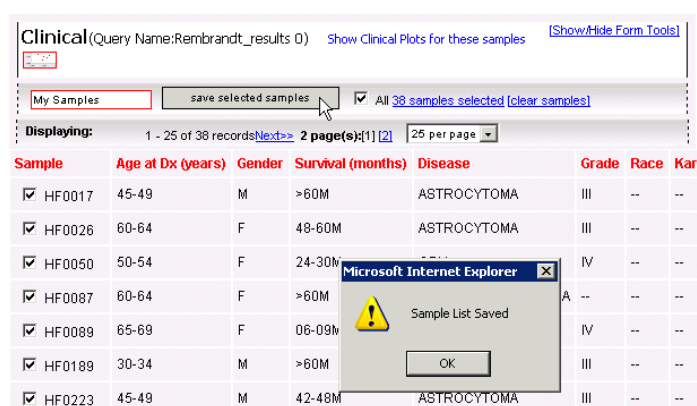 Clinical(Query Name:Rembrandt_results 0) Show Clinical Plots for these samples [Show/Hide Form Tools]
My Samples save selected samples All 38 samples selected [clear samples]
Displaying: 1 - 25 of 38 recordsNext>> 2 page(s):[1] [2] 25 per page
Sample Age at Dx (years) Gender Survival (months) Disease Grade Race Kar
HF0017 45-49 M >60M ASTROCYTOMA III -- --
HF0026 60-64 F 48-60M ASTROCYTOMA III -- --
HF0050 50-54 F 24-30M IV -- --
Microsoft Internet Explorer
HF0087 60-64 F >60M A -- -- --
Sample List Saved
HF0089 65-69 F 06-09M IV -- --
HF0189 30-34 M >60M III -- --
OK
HF0223 45-49 M 42-48M ASTROCYTOMA III -- --